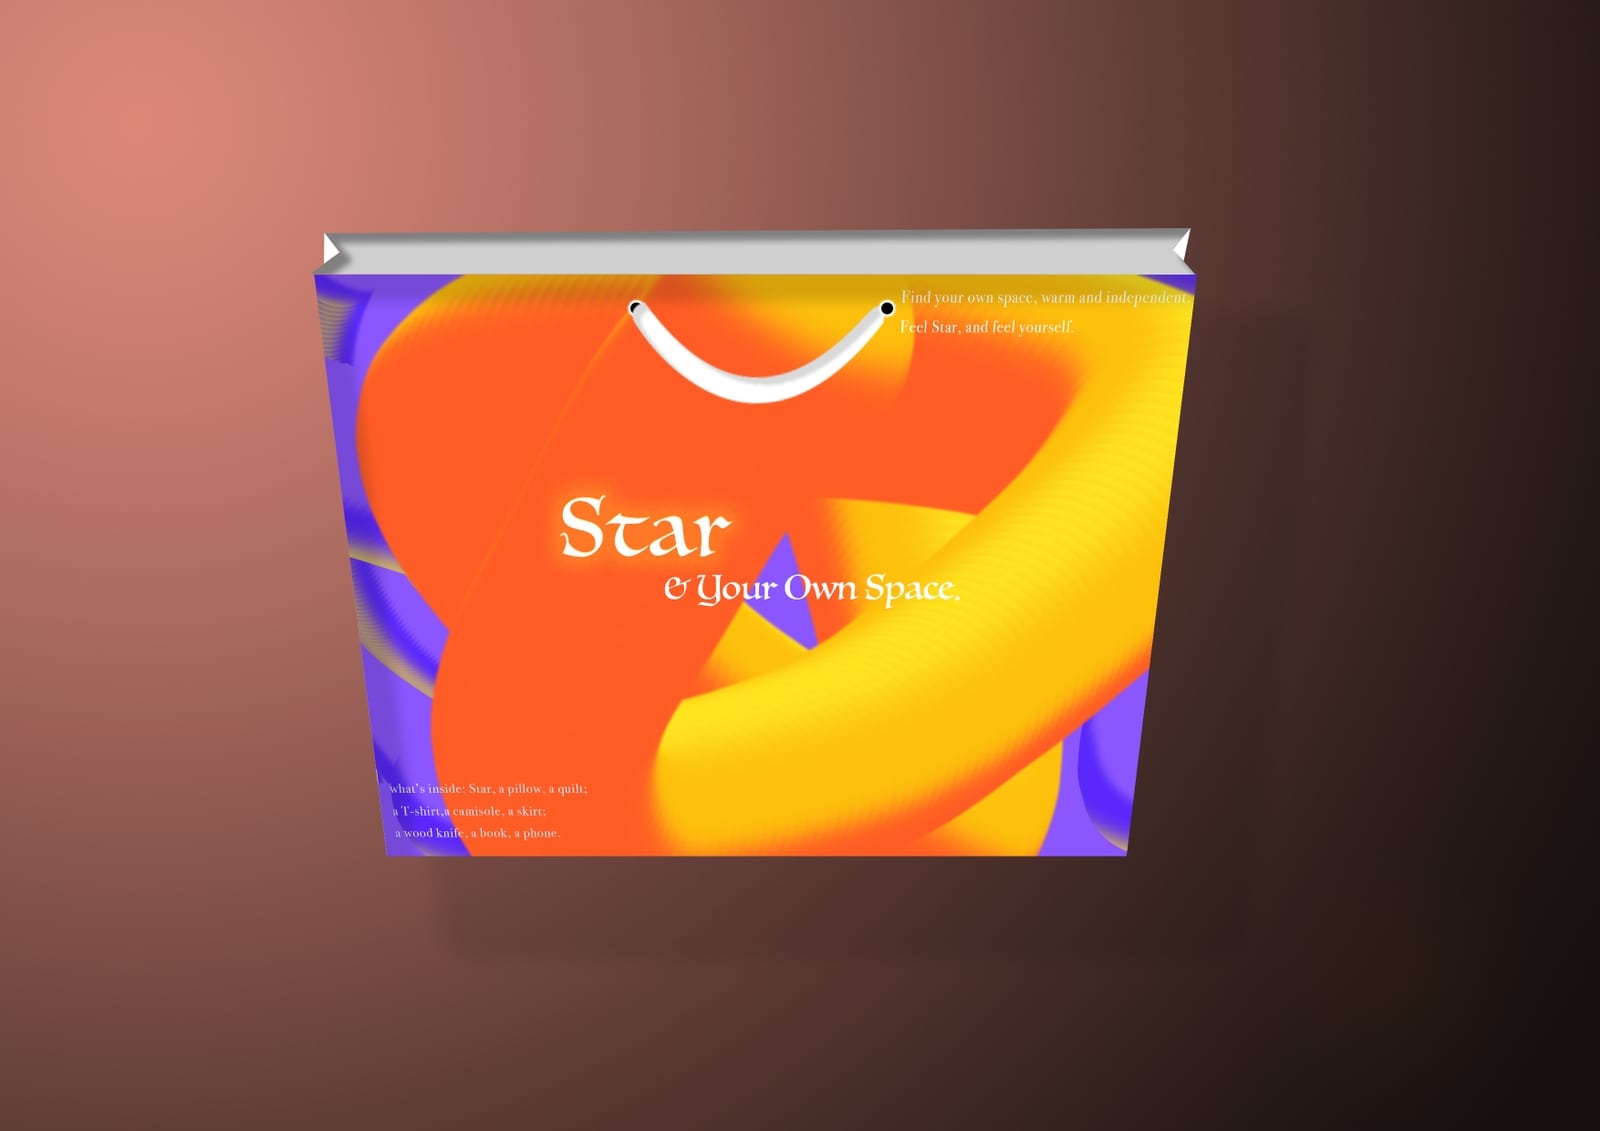 Find your own space, warm and independent.
Feel Star, and feel yourself.
Star
& Your Own Space.
what's inside: Star, a pillow, a quilt;
a T-shirt,a camisole, a skirt;
a wood knife, a book, a phone.